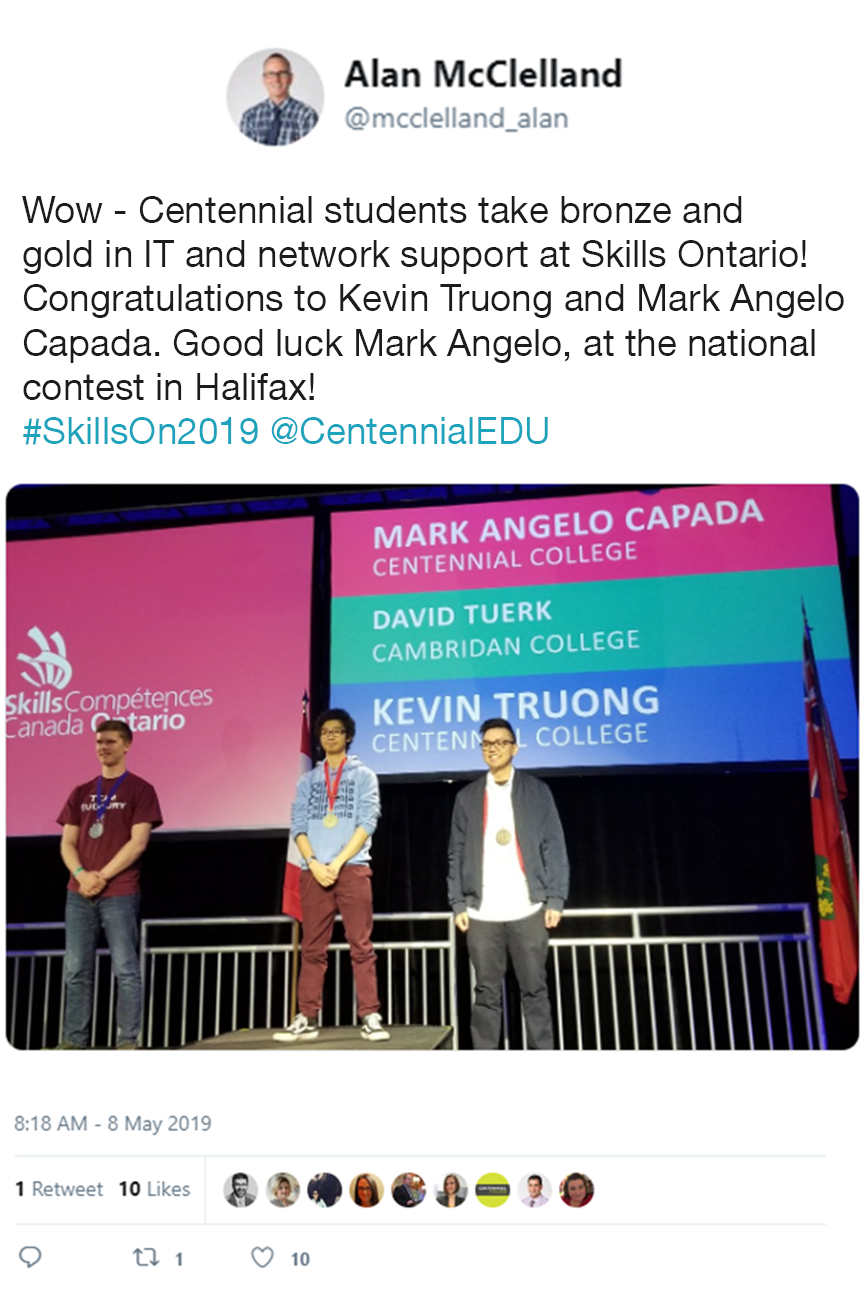 Alan McClelland
@mcclelland_alan
Wow - Centennial students take bronze and
gold in IT and network support at Skills Ontario!
Congratulations to Kevin Truong and Mark Angelo
Capada. Good luck Mark Angelo, at the national
contest in Halifax!
#SkillsOn2019 @CentennialEDU
MARK ANGELO CAPADA
CENTENNIAL COLLEGE
DAVID TUERK
CAMBRIDAN COLLEGE
KEVIN TRUONG
CENTENN L COLLEGE
Skills Compétences
Canada Ontario
California
8:18 AM - 8 May 2019
1 Retweet 10 Likes
1 10